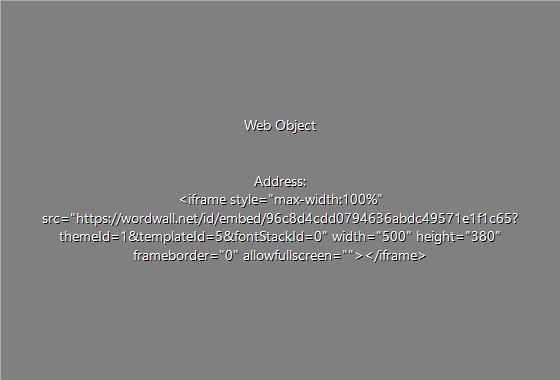 Web Object
Address:
<iframe style="max-width:100%"
src="https://wordwall.net/id/embed/96c8d4cdd0794636abdc49571e1f1c65?
themeId=1&templateId=5&fontStackId=0" width="500" height="380"
frameborder="0" allowfullscreen=""></iframe>